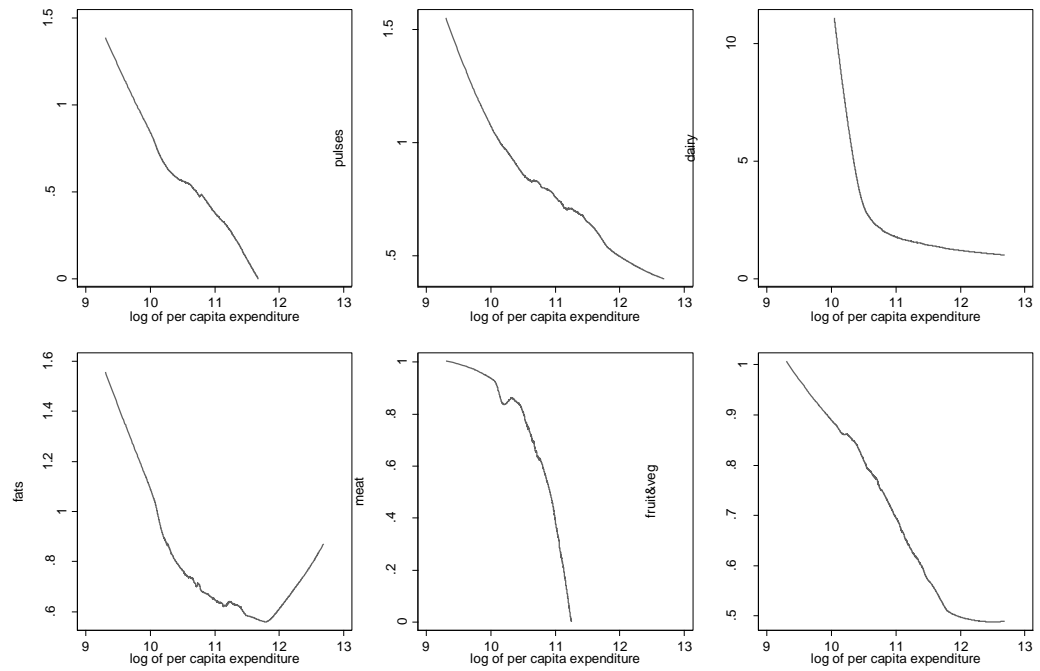 1.5
1
.5
0
9 10 11 12 13
log of per capita expenditure
pulses
1.5
1
.5
9 10 11 12 13
log of per capita expenditure
dairy
10
5
0
9 10 11 12 13
log of per capita expenditure
fats
1.6
1.4
1.2
1
.8
.6
9 10 11 12 13
log of per capita expenditure
meat
1
.8
.6
.4
.2
0
9 10 11 12 13
log of per capita expenditure
fruit&veg
1
.9
.8
.7
.6
.5
9 10 11 12 13
log of per capita expenditure